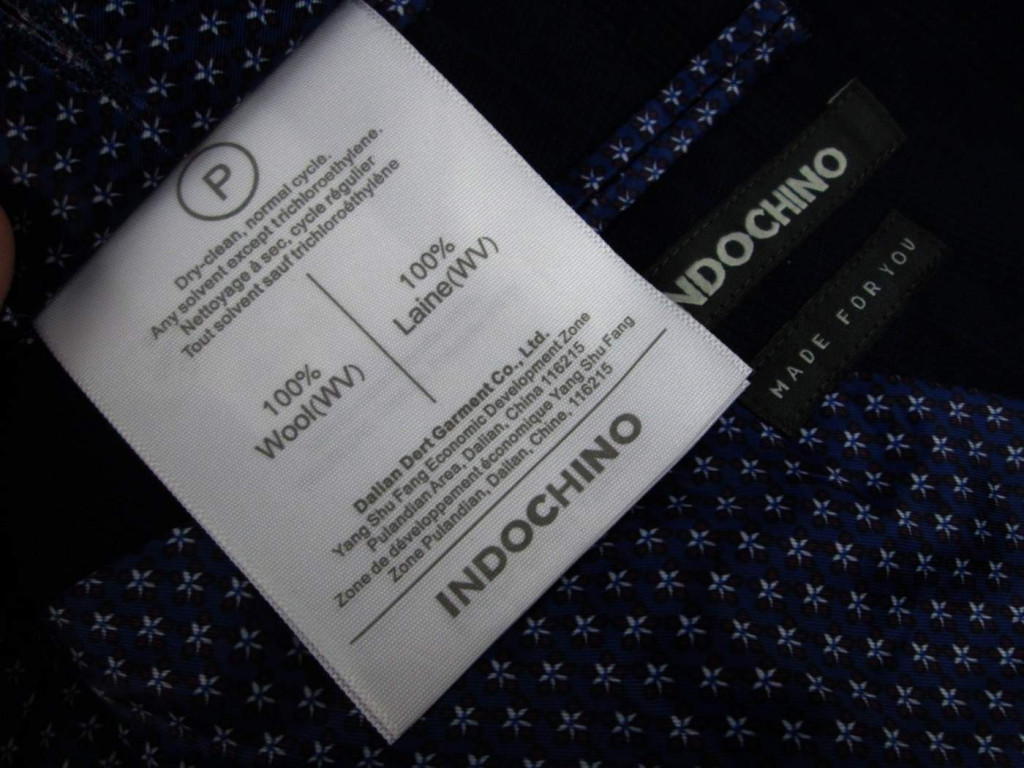 P
Dry-clean, normal cycle.
Any solvent except trichloroethylene.
Nettoyage à sec, cycle régulier
Tout solvent sauf trichloroéthylène
100%
Wool(WV)
100%
Laine(WV)
Dalian Dert Garment Co., Ltd.
Yang Shu Fang Economic Development Zone
Pulandian Area, Dalian, China 116215
Zone de développement économique Yang Shu Fang
Zone Pulandian, Dalian, Chine, 116215
INDOCHINO
NDOCHINO
MADE FOR YOU